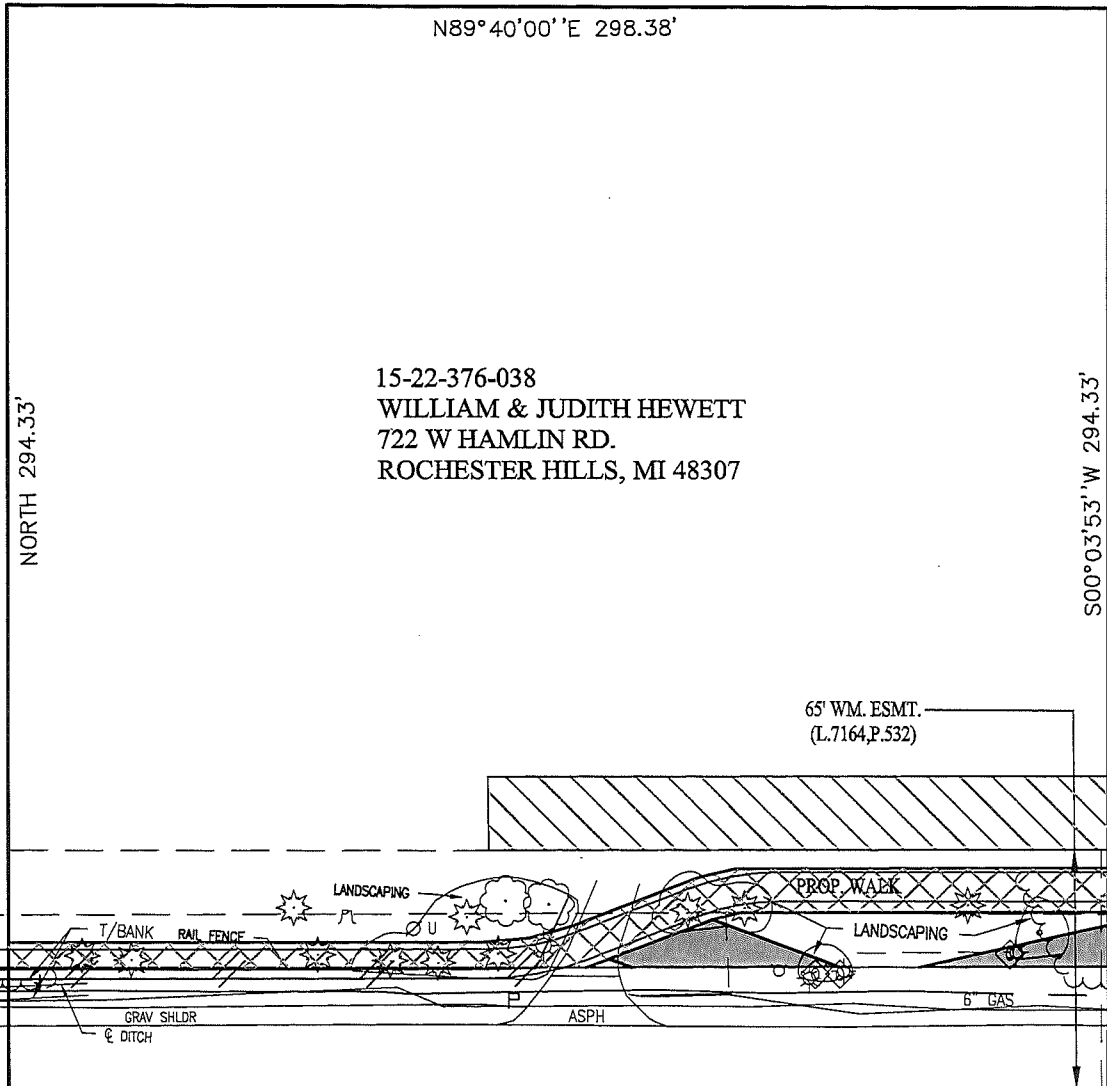 N89°40'00''E 298.38'
NORTH 294.33'
15-22-376-038
WILLIAM & JUDITH HEWETT
722 W HAMLIN RD.
ROCHESTER HILLS, MI 48307
S00°03'53''W 294.33'
65' WM. ESMT.
(L.7164,P.532)
LANDSCAPING
PROP. WALK
U
T/BANK
RAIL FENCE
LANDSCAPING
6" GAS
GRAV SHLDR
ASPH
℄ DITCH